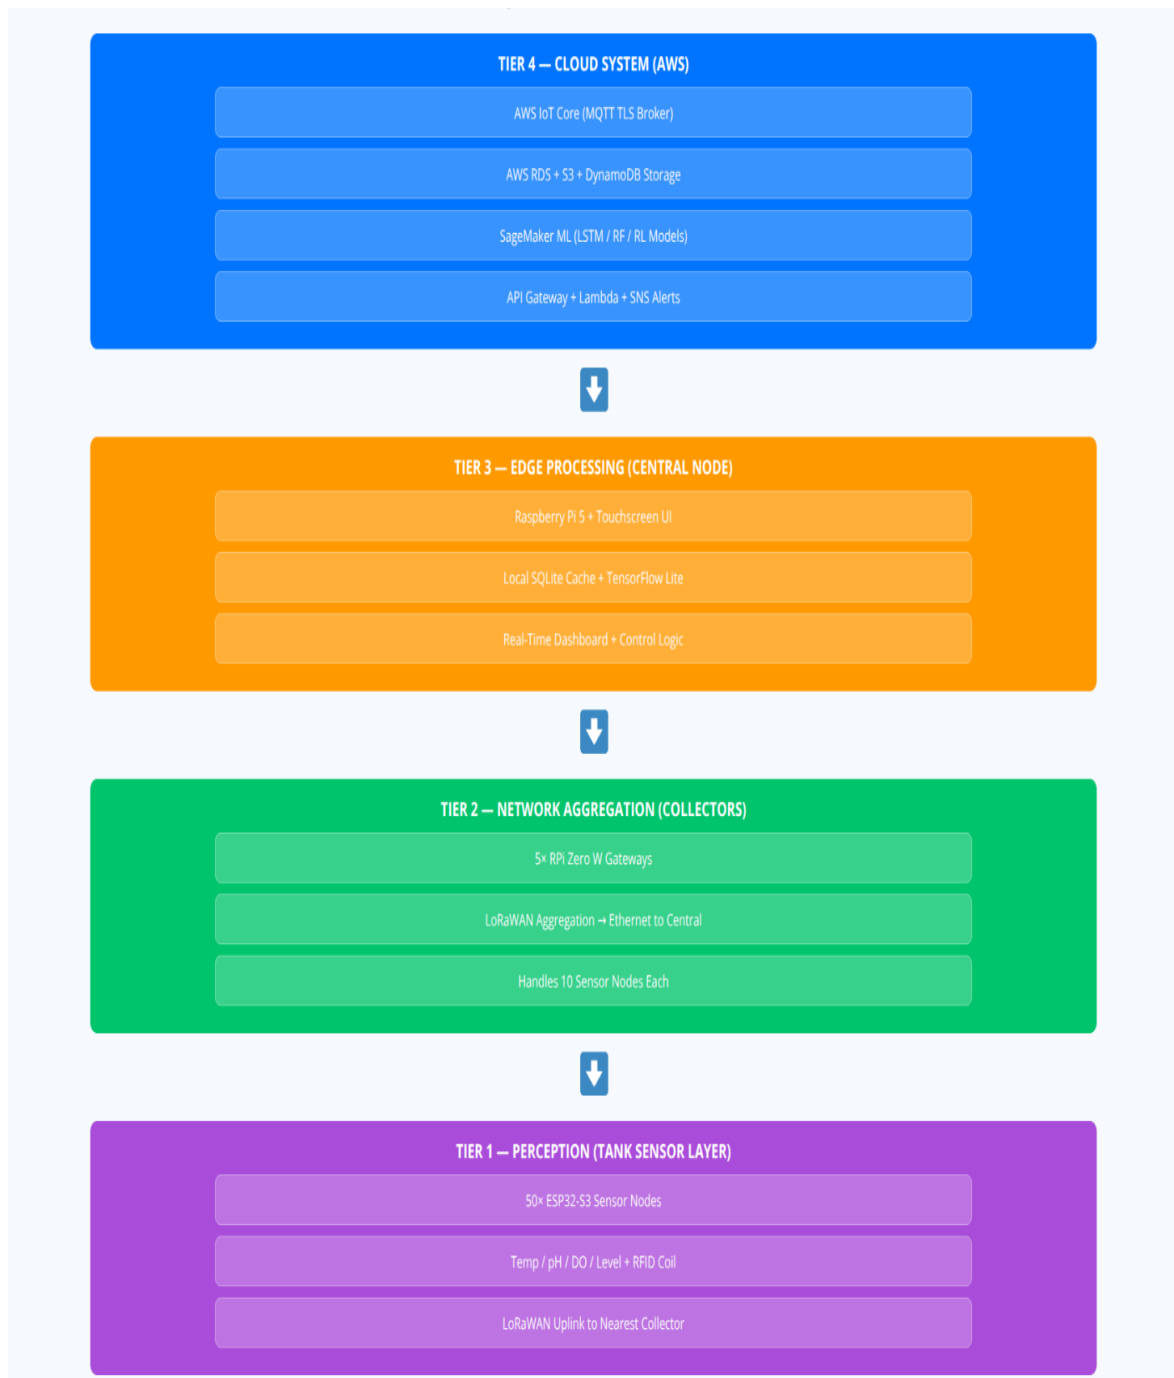 TIER 4 — CLOUD SYSTEM (AWS)
AWS IoT Core (MQTT TLS Broker)
AWS RDS + S3 + DynamoDB Storage
SageMaker ML (LSTM / RF / RL Models)
API Gateway + Lambda + SNS Alerts
TIER 3 — EDGE PROCESSING (CENTRAL NODE)
Raspberry Pi 5 + Touchscreen UI
Local SQLite Cache + TensorFlow Lite
Real-Time Dashboard + Control Logic
TIER 2 — NETWORK AGGREGATION (COLLECTORS)
5× RPi Zero W Gateways
LoRaWAN Aggregation → Ethernet to Central
Handles 10 Sensor Nodes Each
TIER 1 — PERCEPTION (TANK SENSOR LAYER)
50× ESP32-S3 Sensor Nodes
Temp / pH / DO / Level + RFID Coil
LoRaWAN Uplink to Nearest Collector